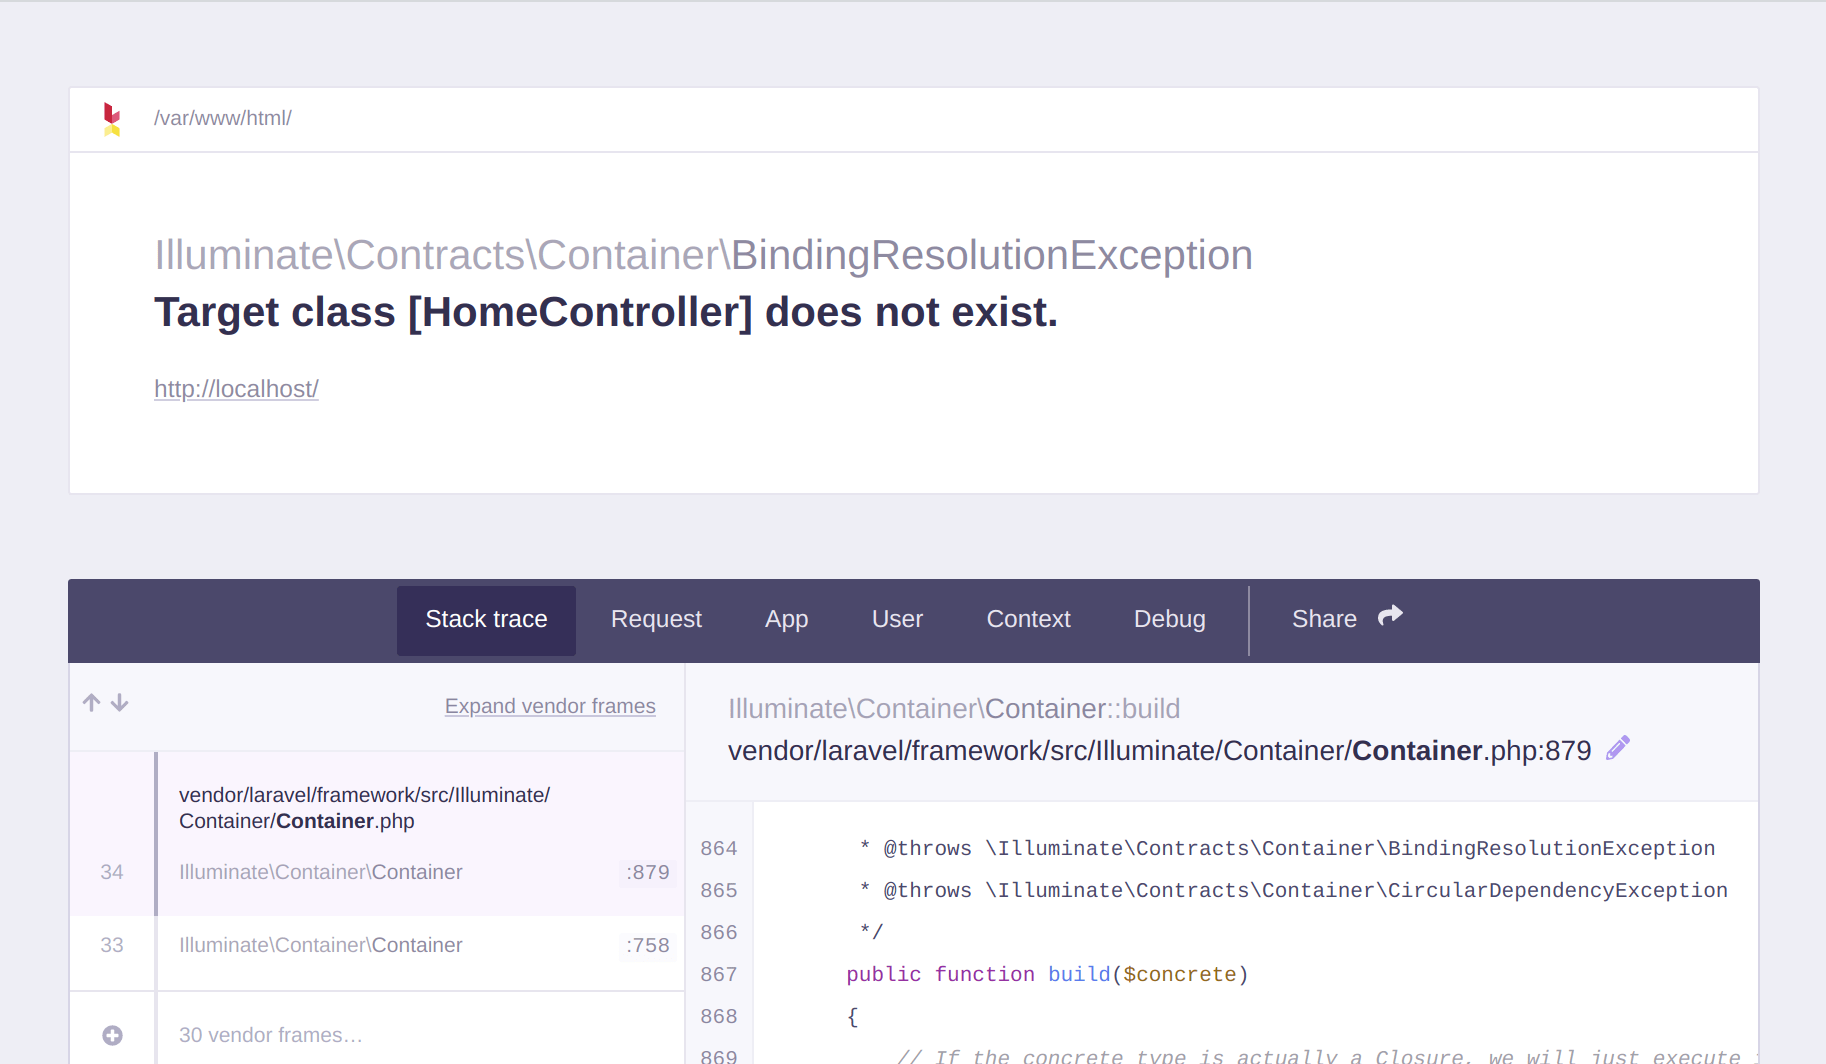 /var/www/html/
Illuminate\Contracts\Container\BindingResolutionException
Target class [HomeController] does not exist.
http://localhost/
Stack trace Request App User Context Debug Share
Expand vendor frames
vendor/laravel/framework/src/Illuminate/
Container/Container.php
34 Illuminate\Container\Container :879
33 Illuminate\Container\Container :758
30 vendor frames…
Illuminate\Container\Container::build
vendor/laravel/framework/src/Illuminate/Container/Container.php:879
864 * @throws \Illuminate\Contracts\Container\BindingResolutionException
865 * @throws \Illuminate\Contracts\Container\CircularDependencyException
866 */
867 public function build($concrete)
868 {
869 // If the concrete type is actually a Closure, we will just execute